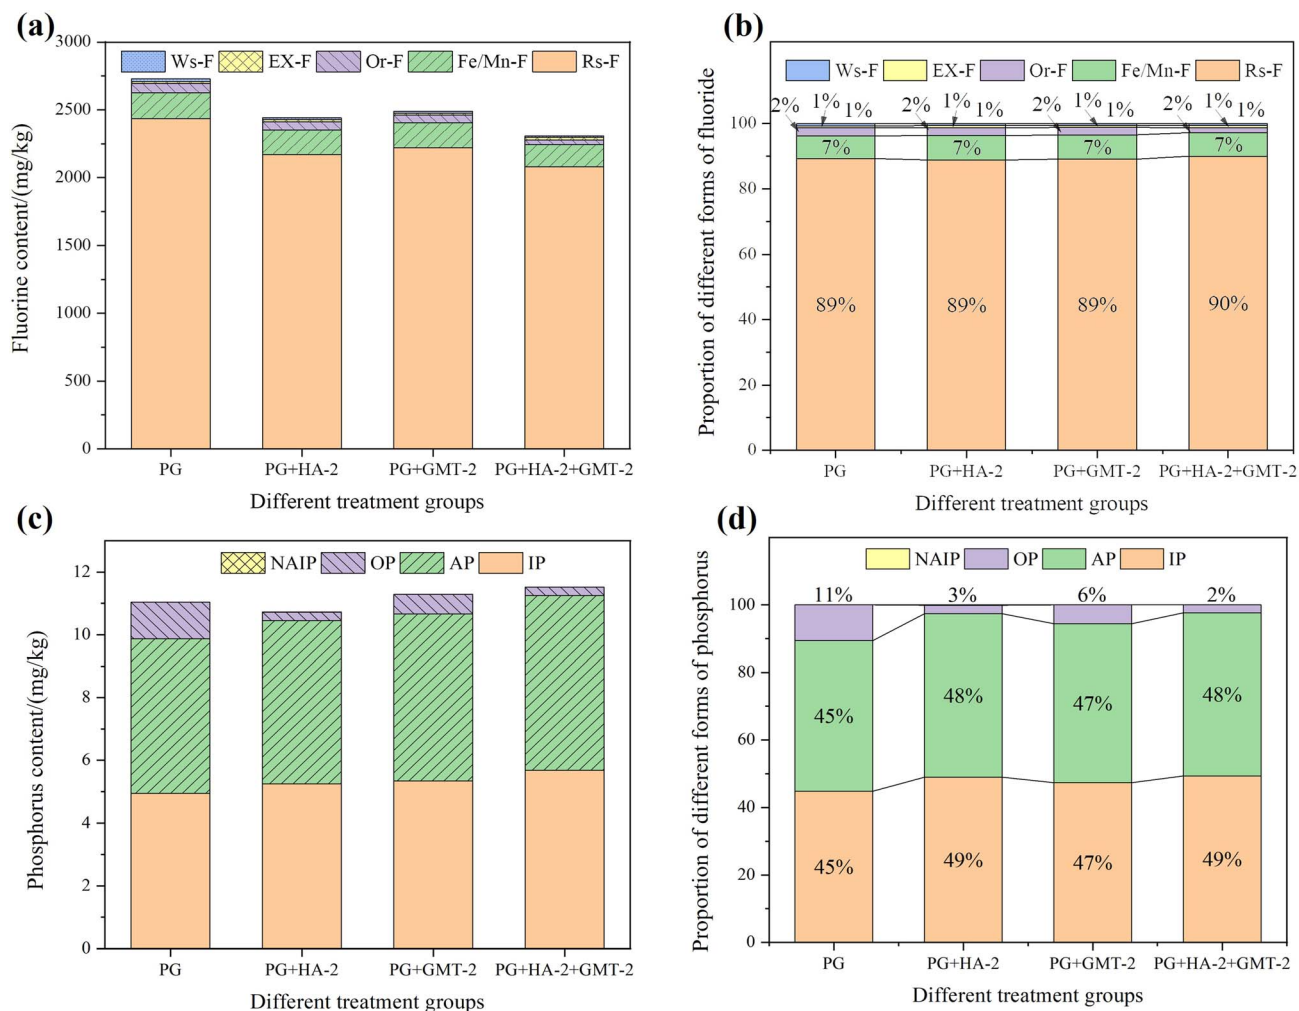 (a)
3000
2500
2000
1500
1000
500
0
Fluorine content/(mg/kg)
Ws-F EX-F Or-F Fe/Mn-F Rs-F
PG PG+HA-2 PG+GMT-2 PG+HA-2+GMT-2
Different treatment groups
(b)
120
100
80
60
40
20
0
Proportion of different forms of fluoride
Ws-F EX-F Or-F Fe/Mn-F Rs-F
2% 1% 1% 2% 1% 1% 2% 1% 1% 2% 1% 1%
7% 7% 7% 7%
89% 89% 89% 90%
PG PG+HA-2 PG+GMT-2 PG+HA-2+GMT-2
Different treatment groups
(c)
12
10
8
6
4
2
0
Phosphorus content/(mg/kg)
NAIP OP AP IP
PG PG+HA-2 PG+GMT-2 PG+HA-2+GMT-2
Different treatment groups
(d)
120
100
80
60
40
20
0
Proportion of different forms of phosphorus
NAIP OP AP IP
11% 3% 6% 2%
45% 48% 47% 48%
45% 49% 47% 49%
PG PG+HA-2 PG+GMT-2 PG+HA-2+GMT-2
Different treatment groups